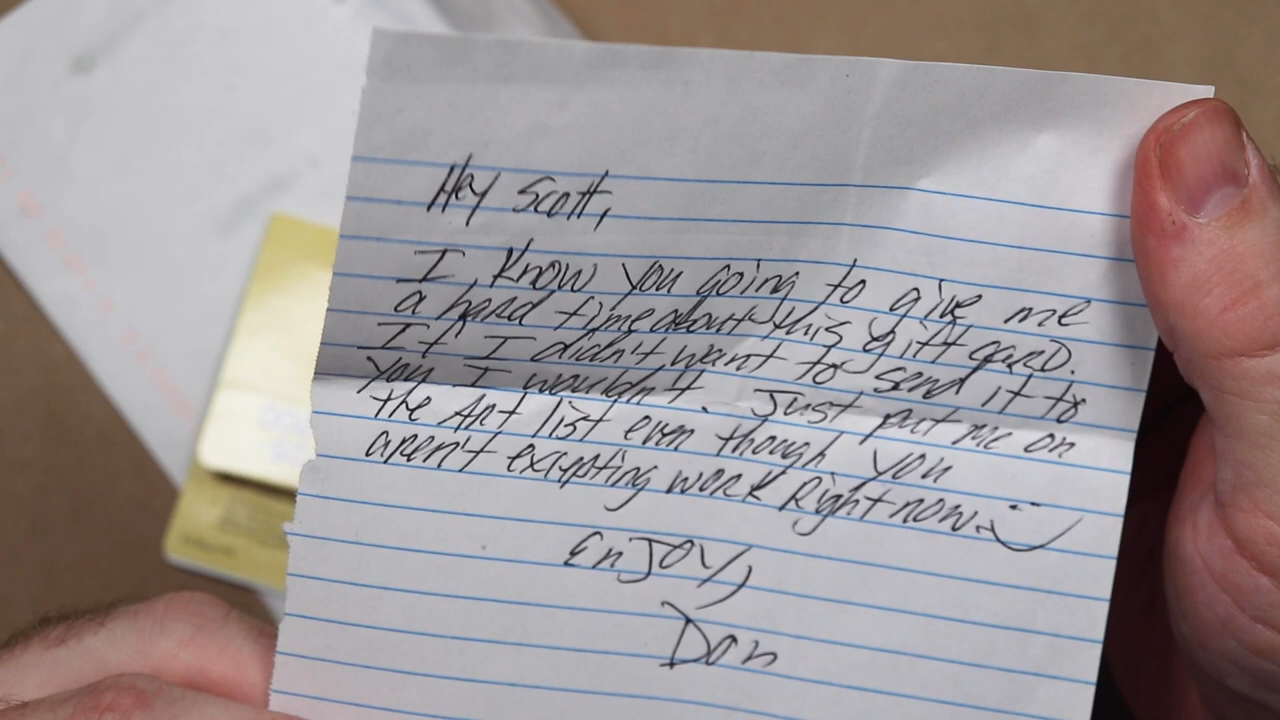 Hey Scott,
I know you going to give me
a hard time about this gift card.
If I didn't want to send it to
you I wouldn't. Just put me on
the Art list even though you
aren't excipting work Right now. :)
Enjoy,
Dan